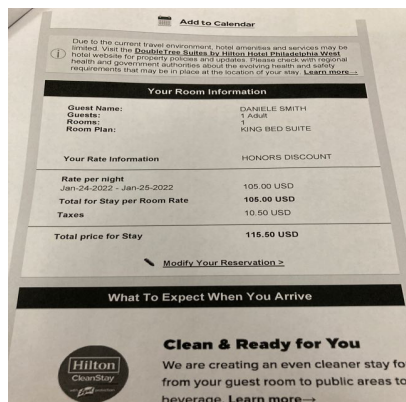 Add to Calendar
Due to the current travel environment, hotel amenities and services may be
limited. Visit the DoubleTree Suites by Hilton Hotel Philadelphia West
hotel website for property policies and updates. Please check with regional
health and government authorities about the evolving health and safety
requirements that may be in place at the location of your stay. Learn more→
Your Room Information
Guest Name: DANIELE SMITH
Guests: 1 Adult
Rooms: 1
Room Plan: KING BED SUITE
Your Rate Information HONORS DISCOUNT
Rate per night
Jan-24-2022 - Jan-25-2022 105.00 USD
Total for Stay per Room Rate 105.00 USD
Taxes 10.50 USD
Total price for Stay 115.50 USD
Modify Your Reservation >
What To Expect When You Arrive
Clean & Ready for You
Hilton
CleanStay
We are creating an even cleaner stay fo
from your guest room to public areas to
beverage. Learn more→